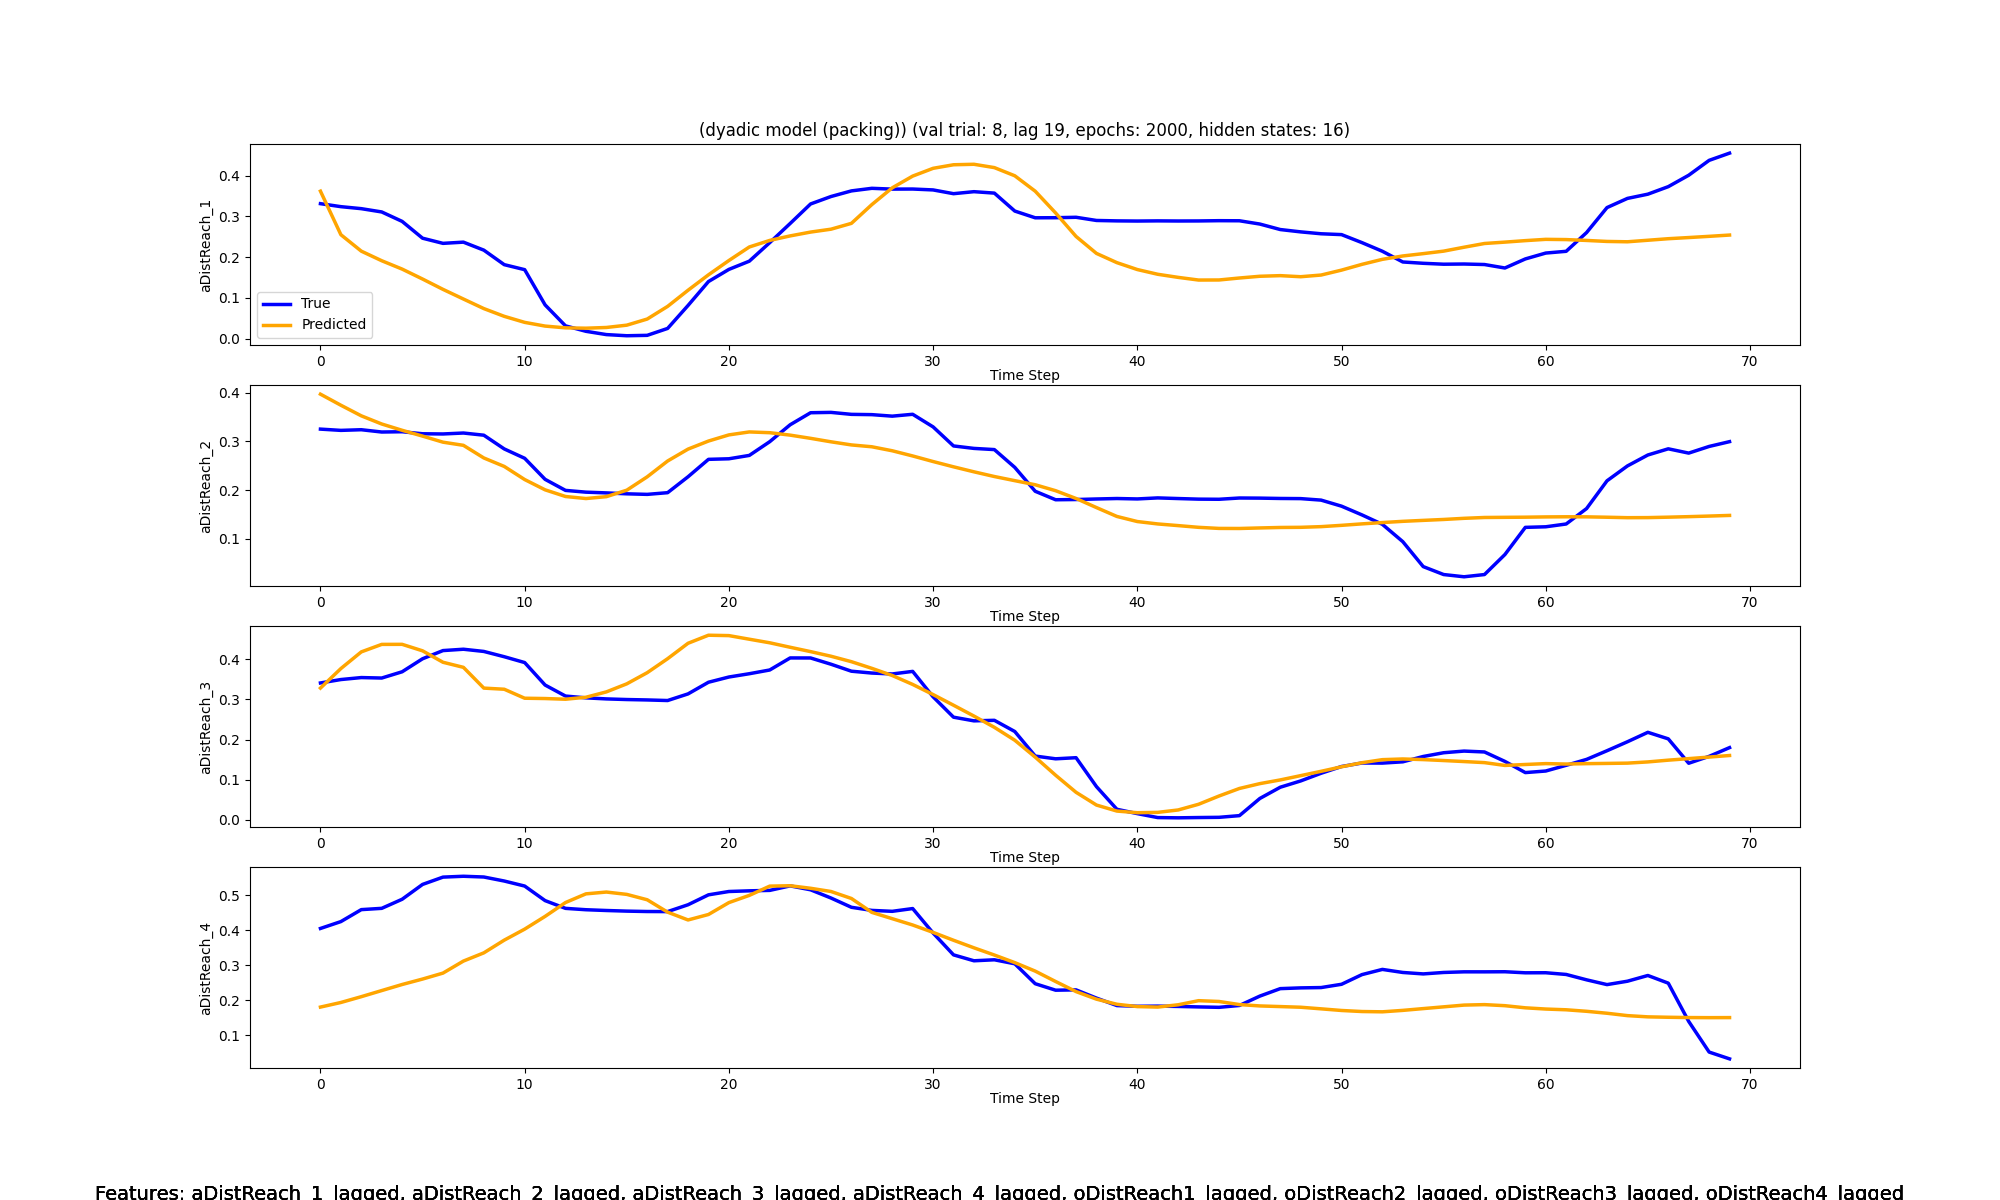 (dyadic model (packing)) (val trial: 8, lag 19, epochs: 2000, hidden states: 16)
aDistReach_1
0.4
0.3
0.2
0.1
0.0
True
Predicted
0 10 20 30 40 50 60 70
Time Step
aDistReach_2
0.4
0.3
0.2
0.1
0 10 20 30 40 50 60 70
Time Step
aDistReach_3
0.4
0.3
0.2
0.1
0.0
0 10 20 30 40 50 60 70
Time Step
aDistReach_4
0.5
0.4
0.3
0.2
0.1
0 10 20 30 40 50 60 70
Time Step
Features: aDistReach_1_lagged, aDistReach_2_lagged, aDistReach_3_lagged, aDistReach_4_lagged, oDistReach1_lagged, oDistReach2_lagged, oDistReach3_lagged, oDistReach4_lagged